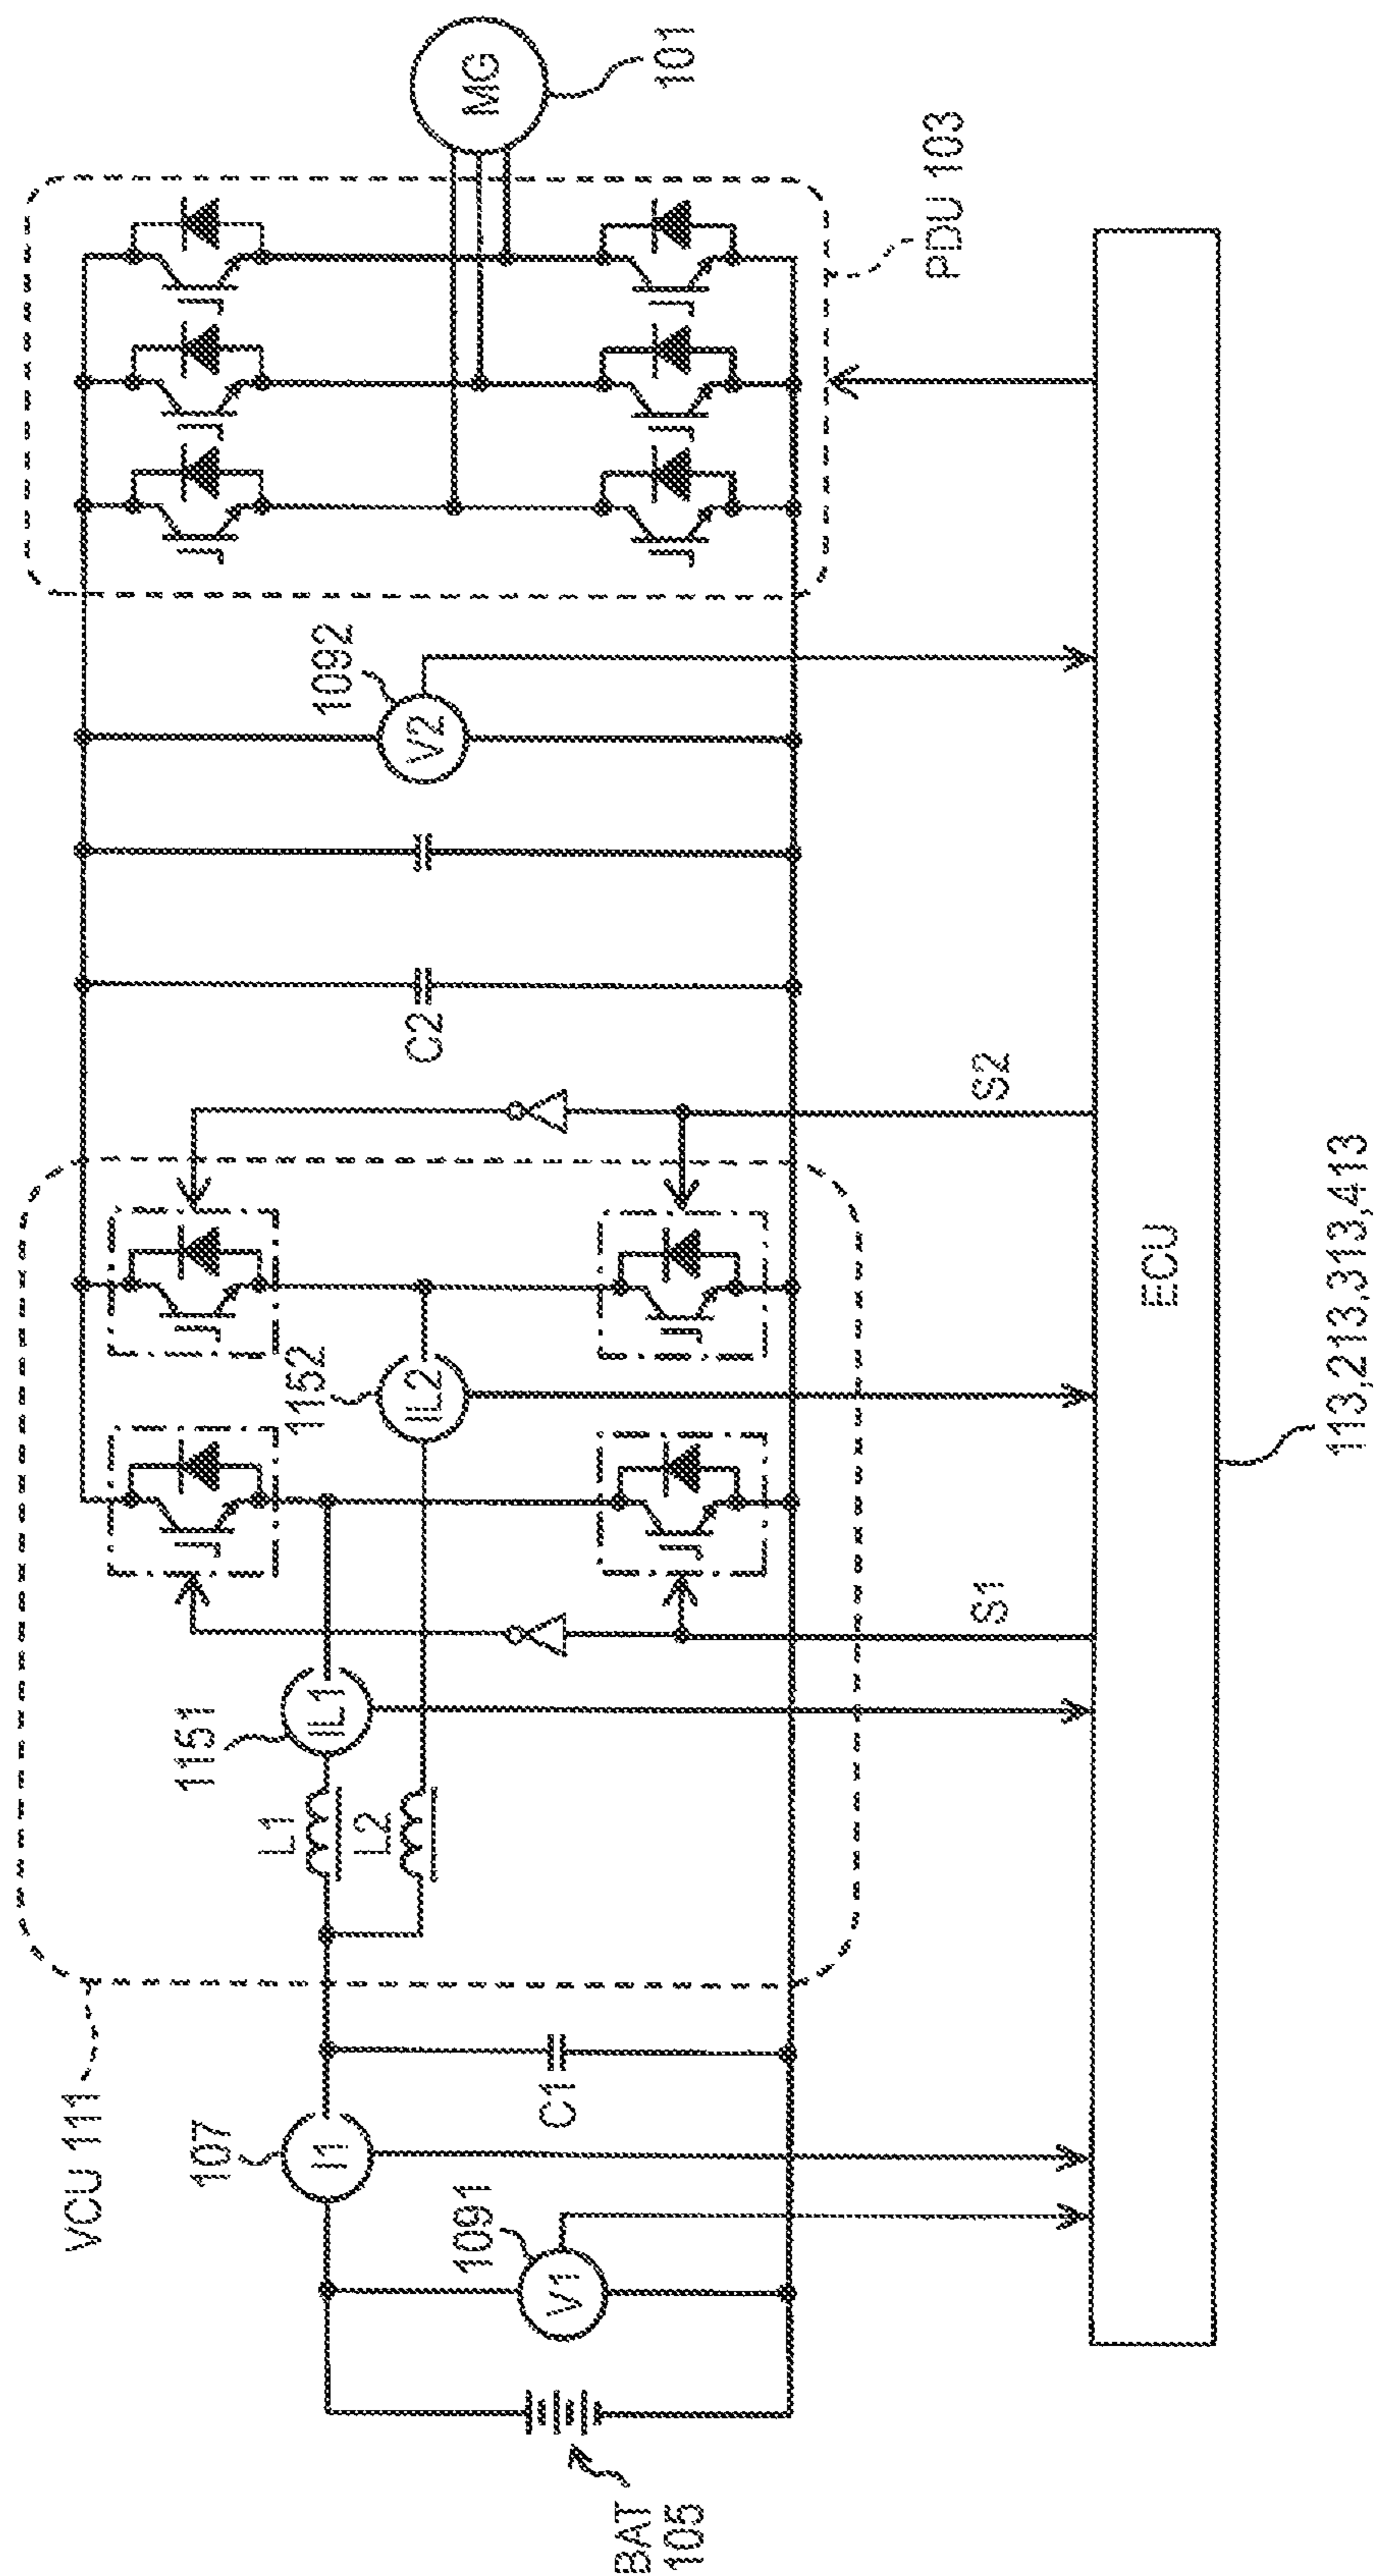 VCU 111
BAT
105
V1
1091
I1
107
C1
L1
L2
IL1
1151
S1
IL2
1152
S2
C2
V2
1092
PDU 103
MG
101
ECU
113,213,313,413